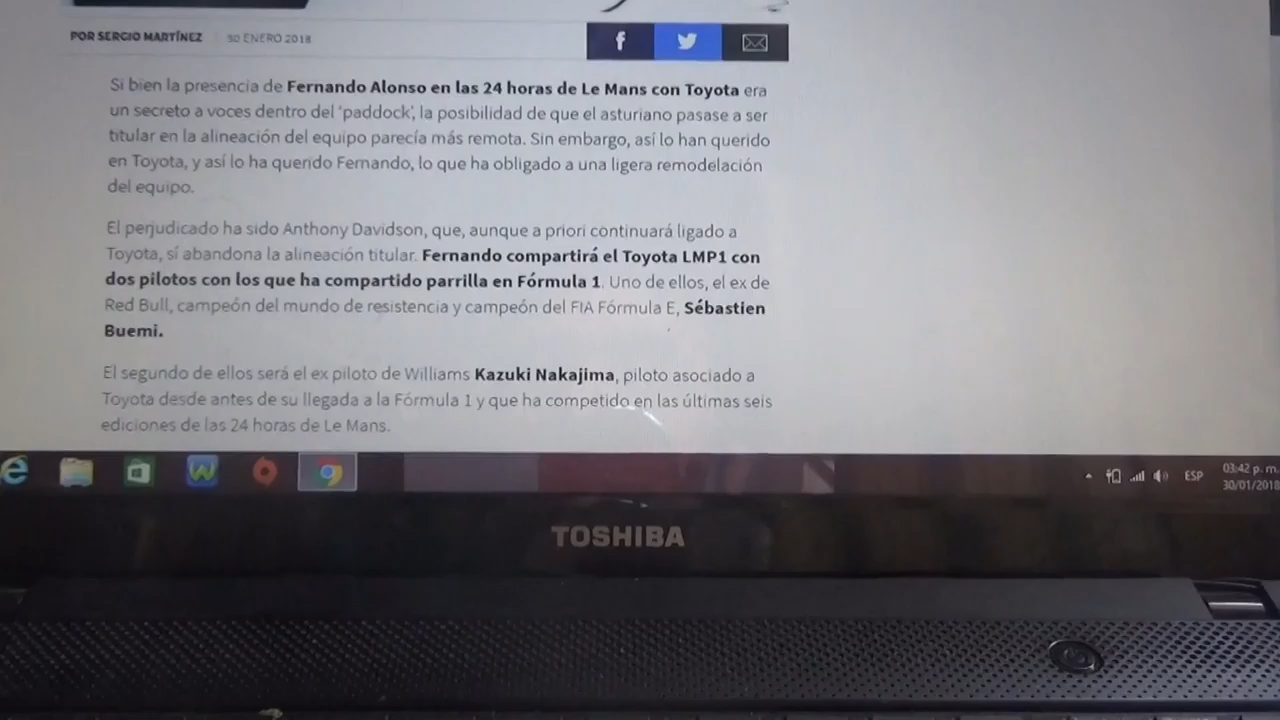 POR SERGIO MARTÍNEZ 30 ENERO 2018
f
Si bien la presencia de Fernando Alonso en las 24 horas de Le Mans con Toyota era
un secreto a voces dentro del 'paddock', la posibilidad de que el asturiano pasase a ser
titular en la alineación del equipo parecía más remota. Sin embargo, así lo han querido
en Toyota, y así lo ha querido Fernando, lo que ha obligado a una ligera remodelación
del equipo.
El perjudicado ha sido Anthony Davidson, que, aunque a priori continuará ligado a
Toyota, sí abandona la alineación titular. Fernando compartirá el Toyota LMP1 con
dos pilotos con los que ha compartido parrilla en Fórmula 1. Uno de ellos, el ex de
Red Bull, campeón del mundo de resistencia y campeón del FIA Fórmula E, Sébastien
Buemi.
El segundo de ellos será el ex piloto de Williams Kazuki Nakajima, piloto asociado a
Toyota desde antes de su llegada a la Fórmula 1 y que ha competido en las últimas seis
ediciones de las 24 horas de Le Mans.
ESP
03:42 p. m.
30/01/2018
TOSHIBA